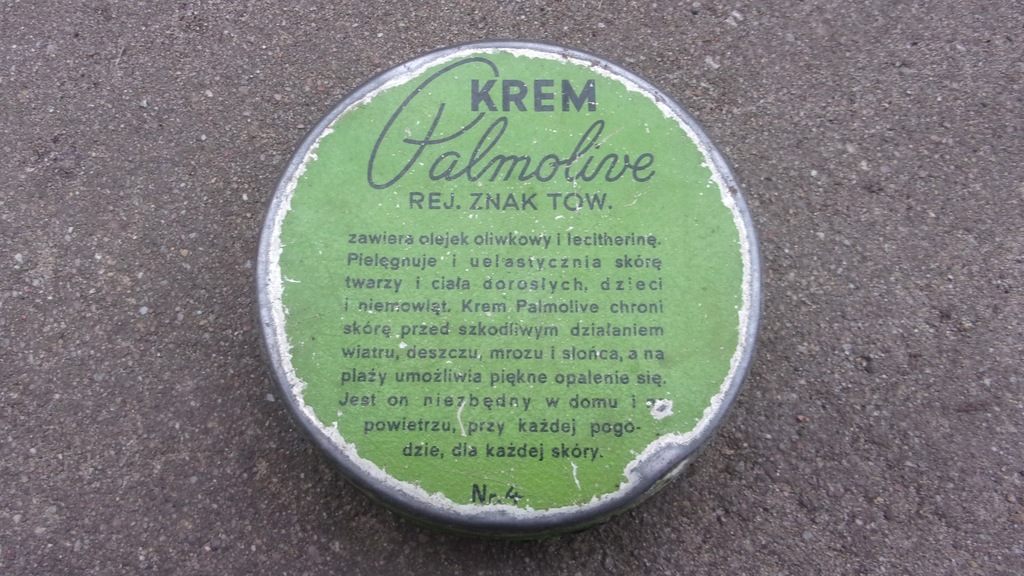 KREM
Palmolive
REJ. ZNAK TOW.
zawiera olejek oliwkowy i lecitherinę.
Pielęgnuje i uelastycznia skórę
twarzy i ciała dorosłych, dzieci
i niemowląt. Krem Palmolive chroni
skórę przed szkodliwym działaniem
wiatru, deszczu, mrozu i słońca, a na
plaży umożliwia piękne opalenie się.
Jest on niezbędny w domu i
powietrzu, przy każdej pogo-
dzie, dla każdej skóry.
Nr. 4